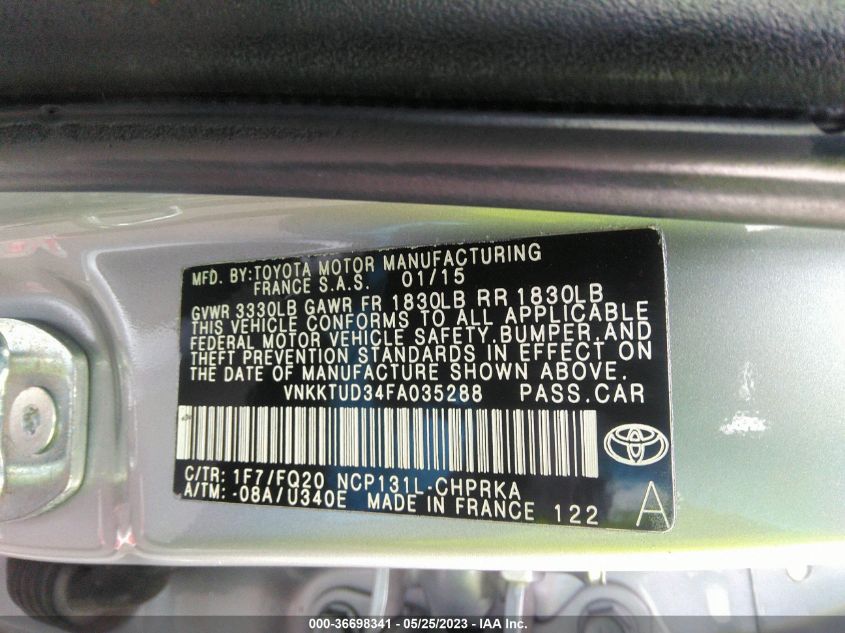 MFD. BY:TOYOTA MOTOR MANUFACTURING
FRANCE S.A.S. 01/15
GVWR 3330LB GAWR FR 1830LB RR 1830LB
THIS VEHICLE CONFORMS TO ALL APPLICABLE
FEDERAL MOTOR VEHICLE SAFETY,BUMPER,AND
THEFT PREVENTION STANDARDS IN EFFECT ON
THE DATE OF MANUFACTURE SHOWN ABOVE.
VNKKTUD34FA035288 PASS.CAR
C/TR: 1F7/FQ20 NCP131L-CHPRKA
A/TM: -08A/U340E MADE IN FRANCE 122
A
000-36698341 - 05/25/2023 - IAA Inc.